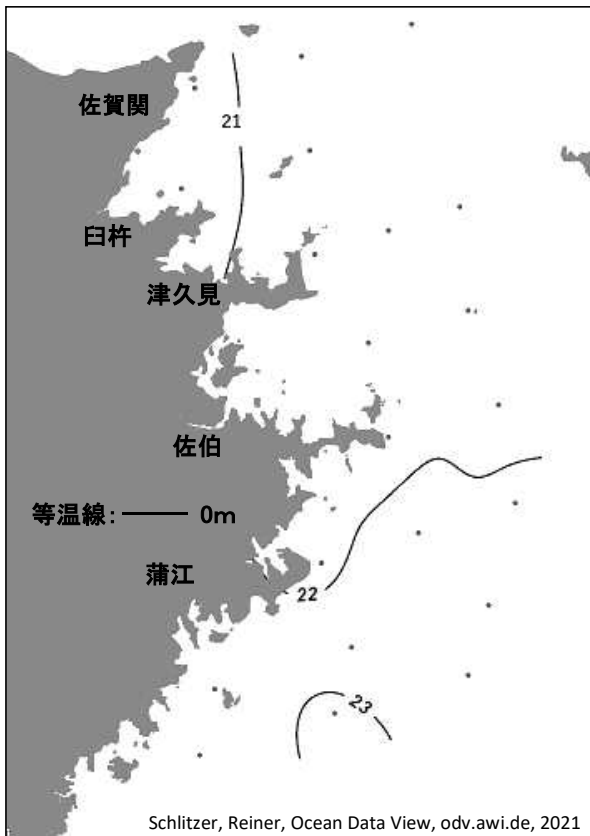 佐賀関
21
臼杵
津久見
佐伯
等温線: 0m
蒲江
22
23
Schlitzer, Reiner, Ocean Data View, odv.awi.de, 2021